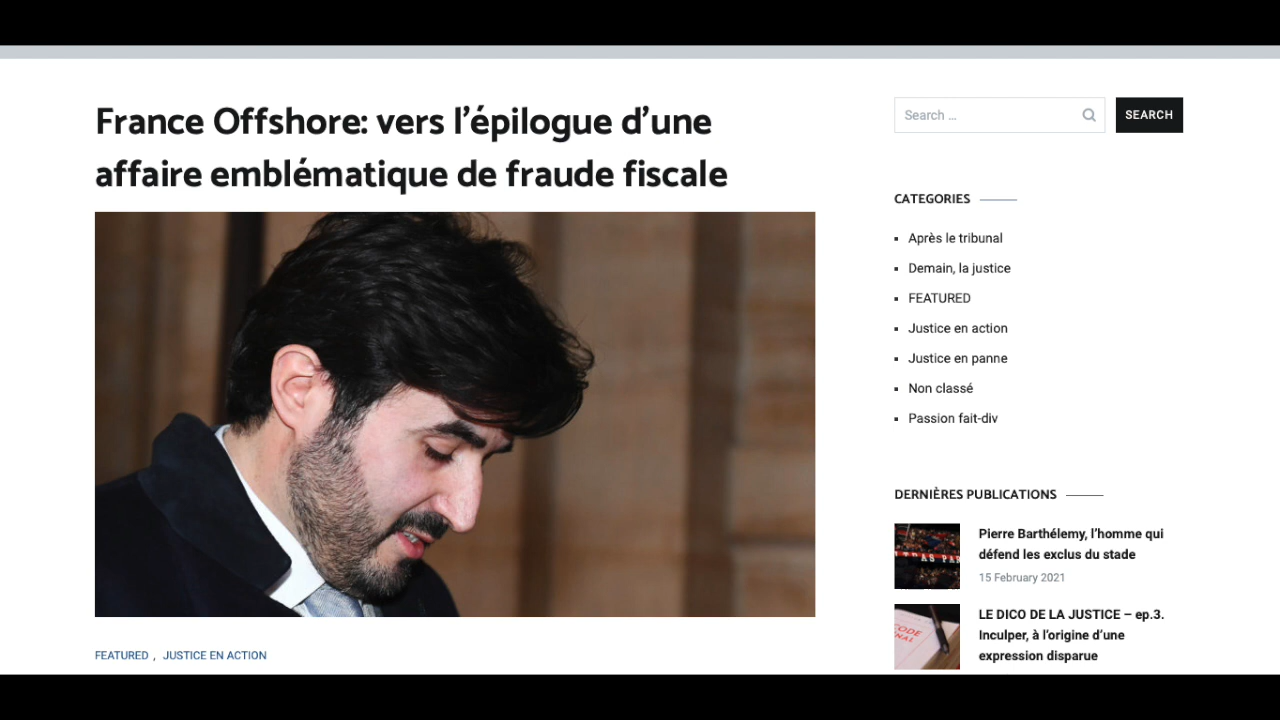 France Offshore: vers l’épilogue d’une
affaire emblématique de fraude fiscale
FEATURED , JUSTICE EN ACTION
Search …
SEARCH
CATEGORIES
Après le tribunal
Demain, la justice
FEATURED
Justice en action
Justice en panne
Non classé
Passion fait-div
DERNIÈRES PUBLICATIONS
Pierre Barthélemy, l’homme qui
défend les exclus du stade
15 February 2021
LE DICO DE LA JUSTICE – ep.3.
Inculper, à l’origine d’une
expression disparue